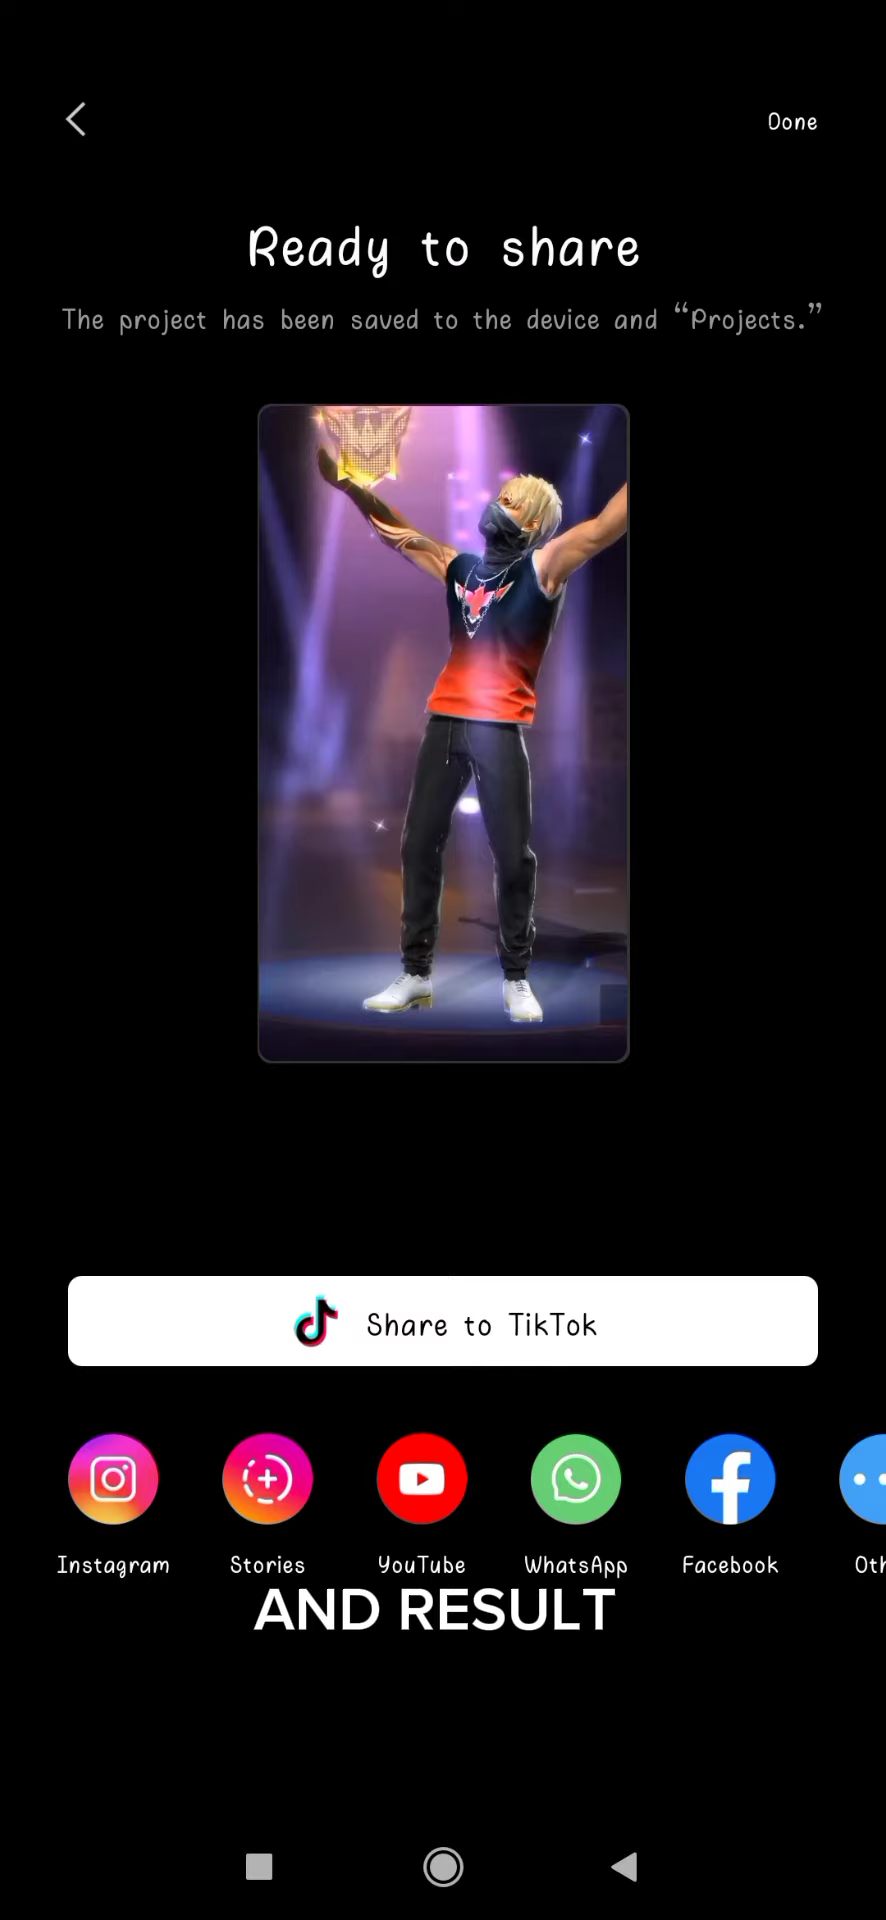 Done
Ready to share
The project has been saved to the device and “Projects.”
Share to TikTok
Instagram Stories YouTube WhatsApp Facebook Oth
AND RESULT